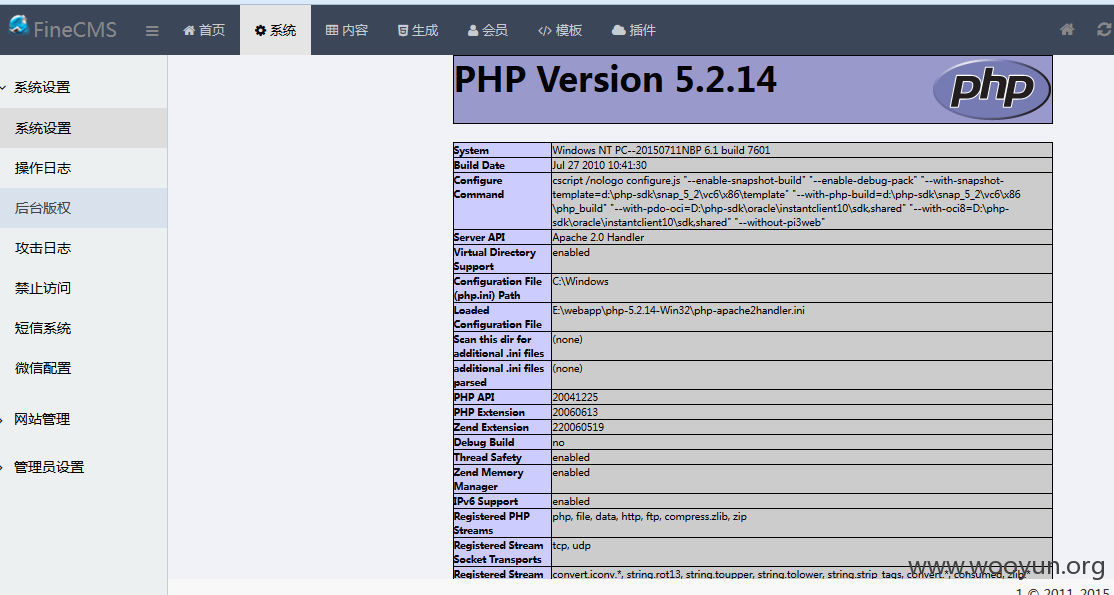 FineCMS 首页 系统 内容 生成 会员 模板 插件
系统设置
系统设置
操作日志
后台版权
攻击日志
禁止访问
短信系统
微信配置
网站管理
管理员设置
PHP Version 5.2.14
php
System Windows NT PC--20150711NBP 6.1 build 7601
Build Date Jul 27 2010 10:41:30
Configure cscript /nologo configure.js "--enable-snapshot-build" "--enable-debug-pack" "--with-snapshot-
Command template=d:\php-sdk\snap_5_2\vc6\x86\template" "--with-php-build=d:\php-sdk\snap_5_2\vc6\x86
\php_build" "--with-pdo-oci=D:\php-sdk\oracle\instantclient10\sdk,shared" "--with-oci8=D:\php-
sdk\oracle\instantclient10\sdk,shared" "--without-pi3web"
Server API Apache 2.0 Handler
Virtual Directory enabled
Support
Configuration File C:\Windows
(php.ini) Path
Loaded E:\webapp\php-5.2.14-Win32\php-apache2handler.ini
Configuration File
Scan this dir for (none)
additional .ini files
additional .ini files (none)
parsed
PHP API 20041225
PHP Extension 20060613
Zend Extension 220060519
Debug Build no
Thread Safety enabled
Zend Memory enabled
Manager
IPv6 Support enabled
Registered PHP php, file, data, http, ftp, compress.zlib, zip
Streams
Registered Stream tcp, udp
Socket Transports
Registered Stream convert.iconv.*, string.rot13, string.toupper, string.tolower, string.strip_tags, convert.*, consumed, zlib.*
www.wooyun.org
1 © 2011-2015